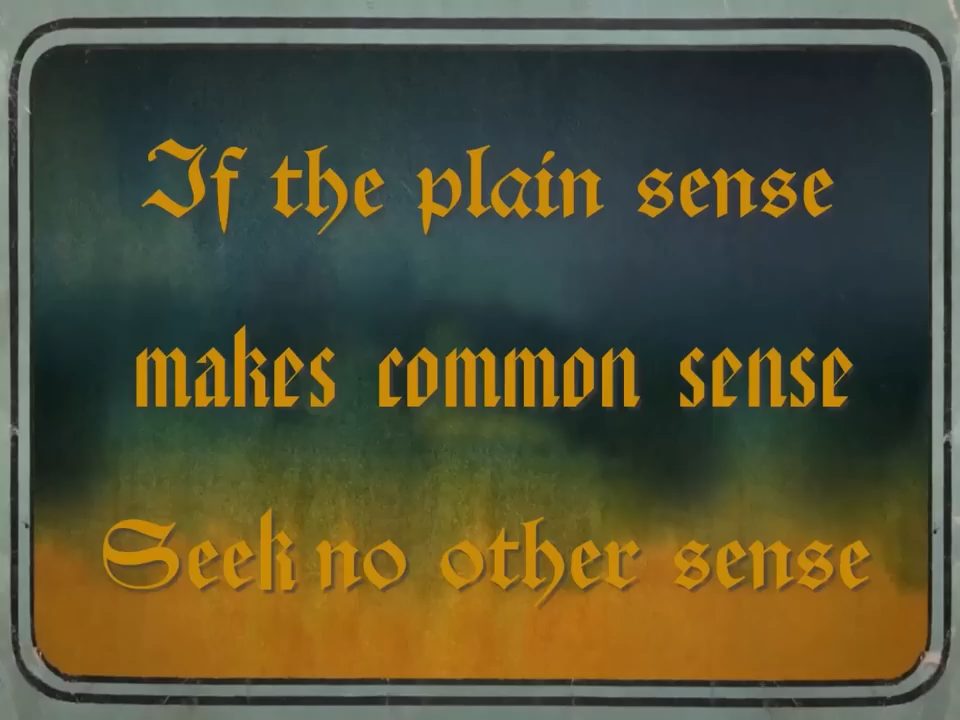 If the plain sense
makes common sense
Seek no other sense